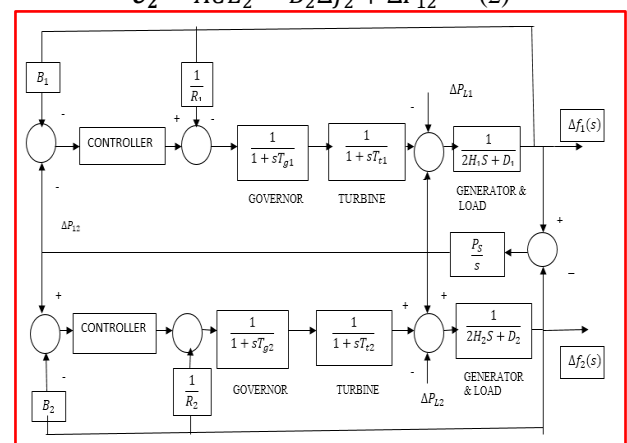 B₁
1/R₁
ΔP_L1
Δf₁(s)
-
+
-
-
CONTROLLER
1/(1 + sT_g1)
1/(1 + sT_t1)
1/(2H₁S + D₁)
-
GOVERNOR
TURBINE
GENERATOR &
LOAD
ΔP₁₂
P_S/s
+
–
+
+
+
+
CONTROLLER
1/(1 + sT_g2)
1/(1 + sT_t2)
1/(2H₂S + D₂)
Δf₂(s)
-
-
B₂
1/R₂
GOVERNOR
TURBINE
ΔP_L2
GENERATOR
& LOAD